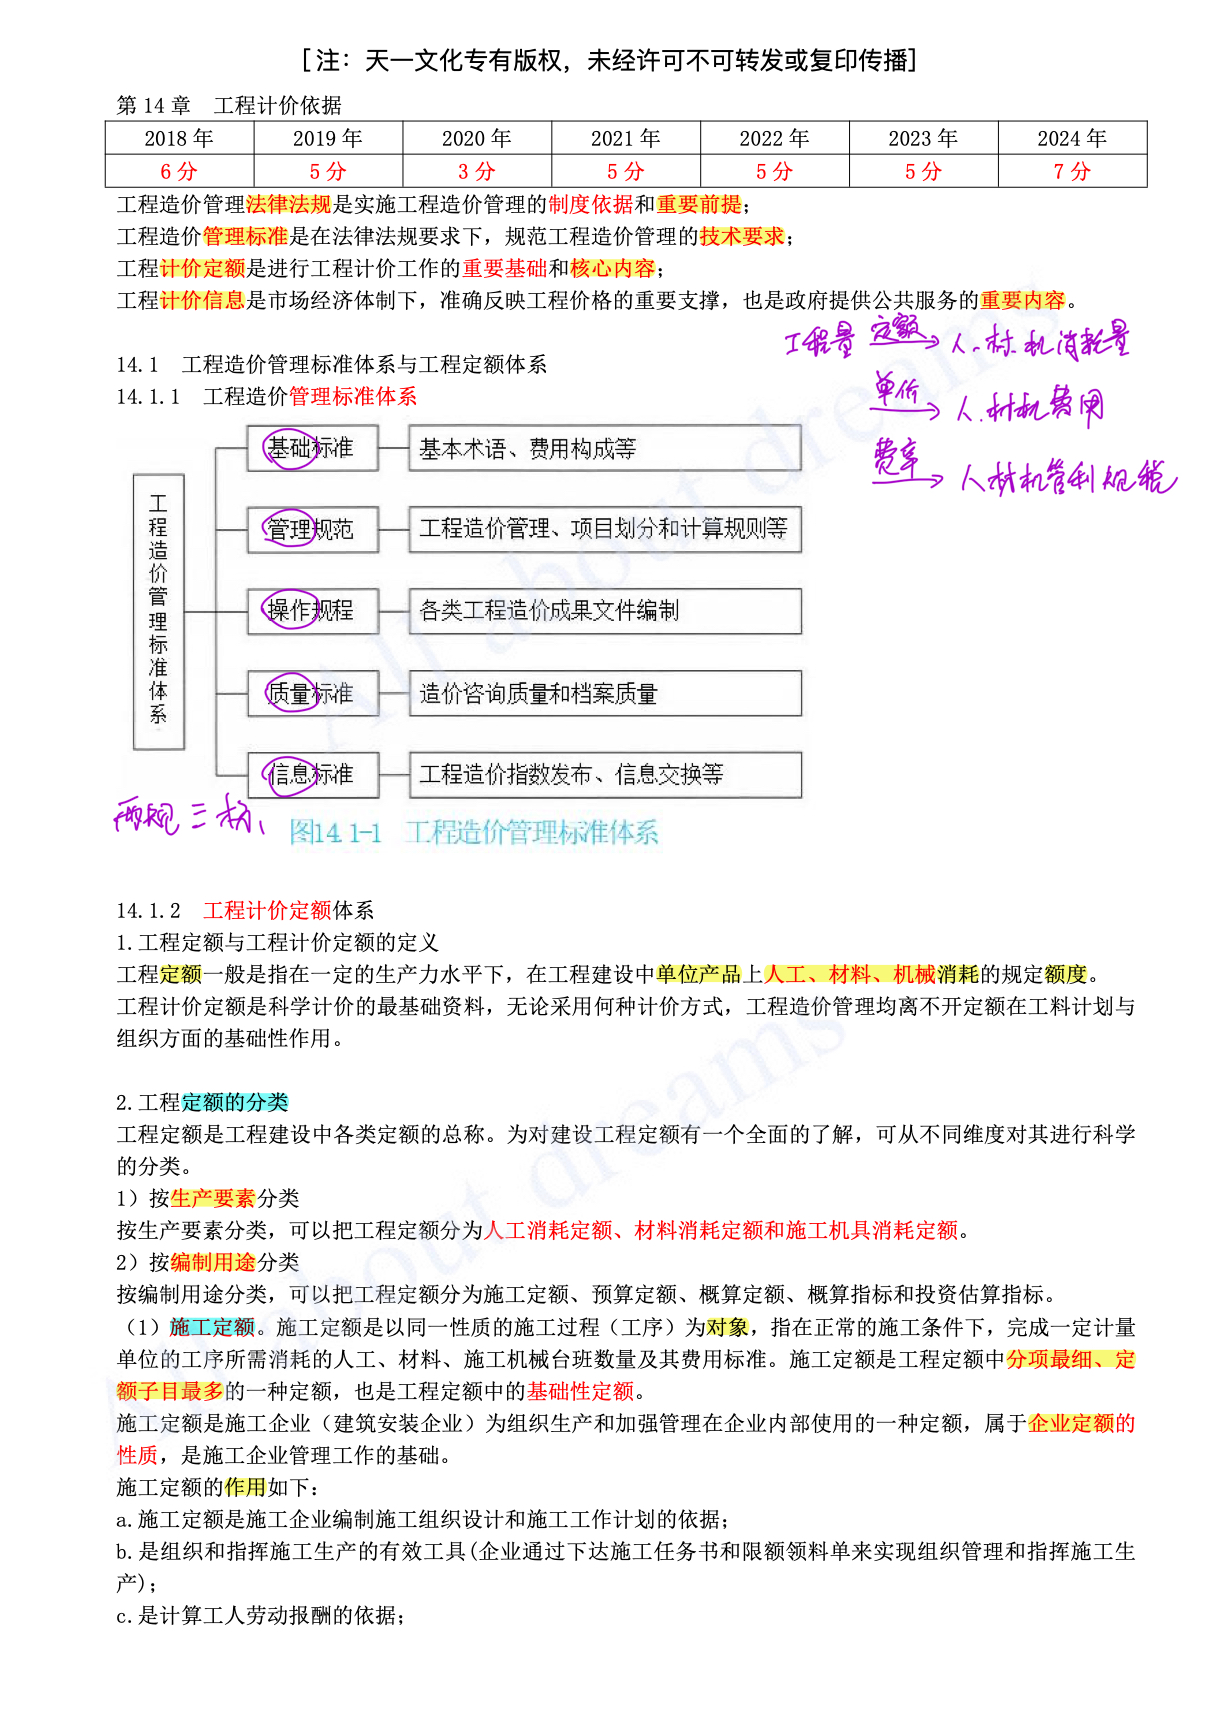 [注：天一文化专有版权，未经许可不可转发或复印传播]
第 14 章　工程计价依据
2018 年 2019 年 2020 年 2021 年 2022 年 2023 年 2024 年
6 分 5 分 3 分 5 分 5 分 5 分 7 分
工程造价管理法律法规是实施工程造价管理的制度依据和重要前提；
工程造价管理标准是在法律法规要求下，规范工程造价管理的技术要求；
工程计价定额是进行工程计价工作的重要基础和核心内容；
工程计价信息是市场经济体制下，准确反映工程价格的重要支撑，也是政府提供公共服务的重要内容。
工程量 定额 人.材.机消耗量
14.1　工程造价管理标准体系与工程定额体系
单价 人.材机费用
14.1.1　工程造价管理标准体系
费率 人材机管利规税
工程造价管理标准体系
基础标准 基本术语、费用构成等
管理规范 工程造价管理、项目划分和计算规则等
操作规程 各类工程造价成果文件编制
质量标准 造价咨询质量和档案质量
信息标准 工程造价指数发布、信息交换等
两规三标、
图14.1-1　工程造价管理标准体系
14.1.2　工程计价定额体系
1.工程定额与工程计价定额的定义
工程定额一般是指在一定的生产力水平下，在工程建设中单位产品上人工、材料、机械消耗的规定额度。
工程计价定额是科学计价的最基础资料，无论采用何种计价方式，工程造价管理均离不开定额在工料计划与
组织方面的基础性作用。
2.工程定额的分类
工程定额是工程建设中各类定额的总称。为对建设工程定额有一个全面的了解，可从不同维度对其进行科学
的分类。
1）按生产要素分类
按生产要素分类，可以把工程定额分为人工消耗定额、材料消耗定额和施工机具消耗定额。
2）按编制用途分类
按编制用途分类，可以把工程定额分为施工定额、预算定额、概算定额、概算指标和投资估算指标。
（1）施工定额。施工定额是以同一性质的施工过程（工序）为对象，指在正常的施工条件下，完成一定计量
单位的工序所需消耗的人工、材料、施工机械台班数量及其费用标准。施工定额是工程定额中分项最细、定
额子目最多的一种定额，也是工程定额中的基础性定额。
施工定额是施工企业（建筑安装企业）为组织生产和加强管理在企业内部使用的一种定额，属于企业定额的
性质，是施工企业管理工作的基础。
施工定额的作用如下：
a.施工定额是施工企业编制施工组织设计和施工工作计划的依据；
b.是组织和指挥施工生产的有效工具(企业通过下达施工任务书和限额领料单来实现组织管理和指挥施工生
产)；
c.是计算工人劳动报酬的依据；
All about dreams
All about dreams